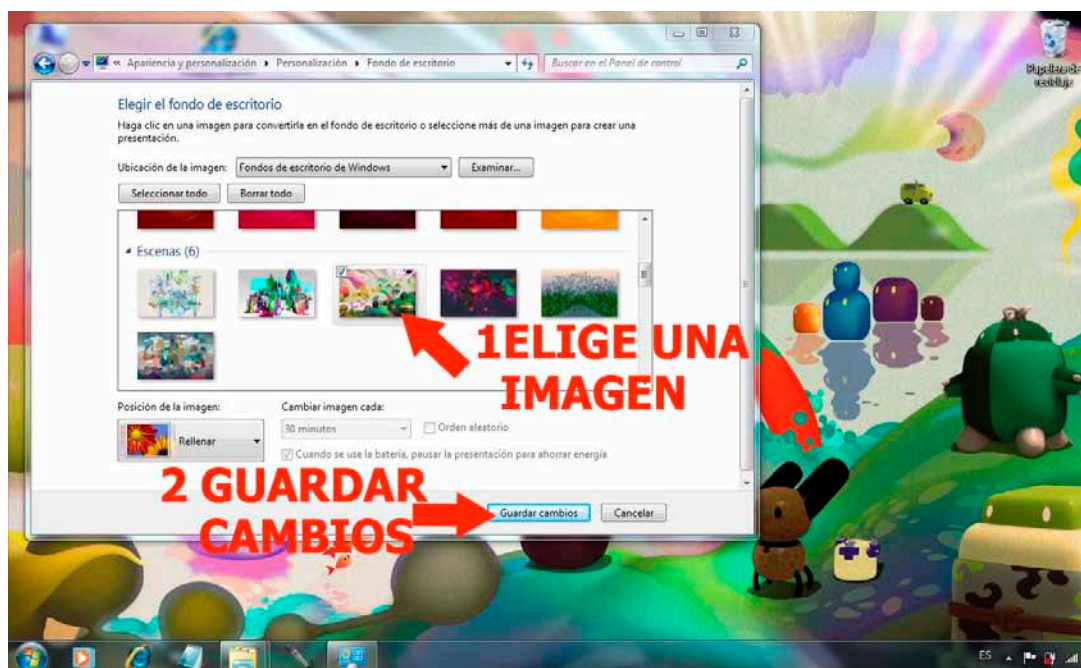 « Apariencia y personalización ▸ Personalización ▸ Fondo de escritorio
Buscar en el Panel de control
Papelera de
reciclaje
Elegir el fondo de escritorio
Haga clic en una imagen para convertirla en el fondo de escritorio o seleccione más de una imagen para crear una
presentación.
Ubicación de la imagen: Fondos de escritorio de Windows Examinar...
Seleccionar todo Borrar todo
Escenas (6)
1ELIGE UNA
IMAGEN
Posición de la imagen: Cambiar imagen cada:
Rellenar 30 minutos Orden aleatorio
Cuando se use la batería, pausar la presentación para ahorrar energía
2 GUARDAR
CAMBIOS
Guardar cambios Cancelar
ES